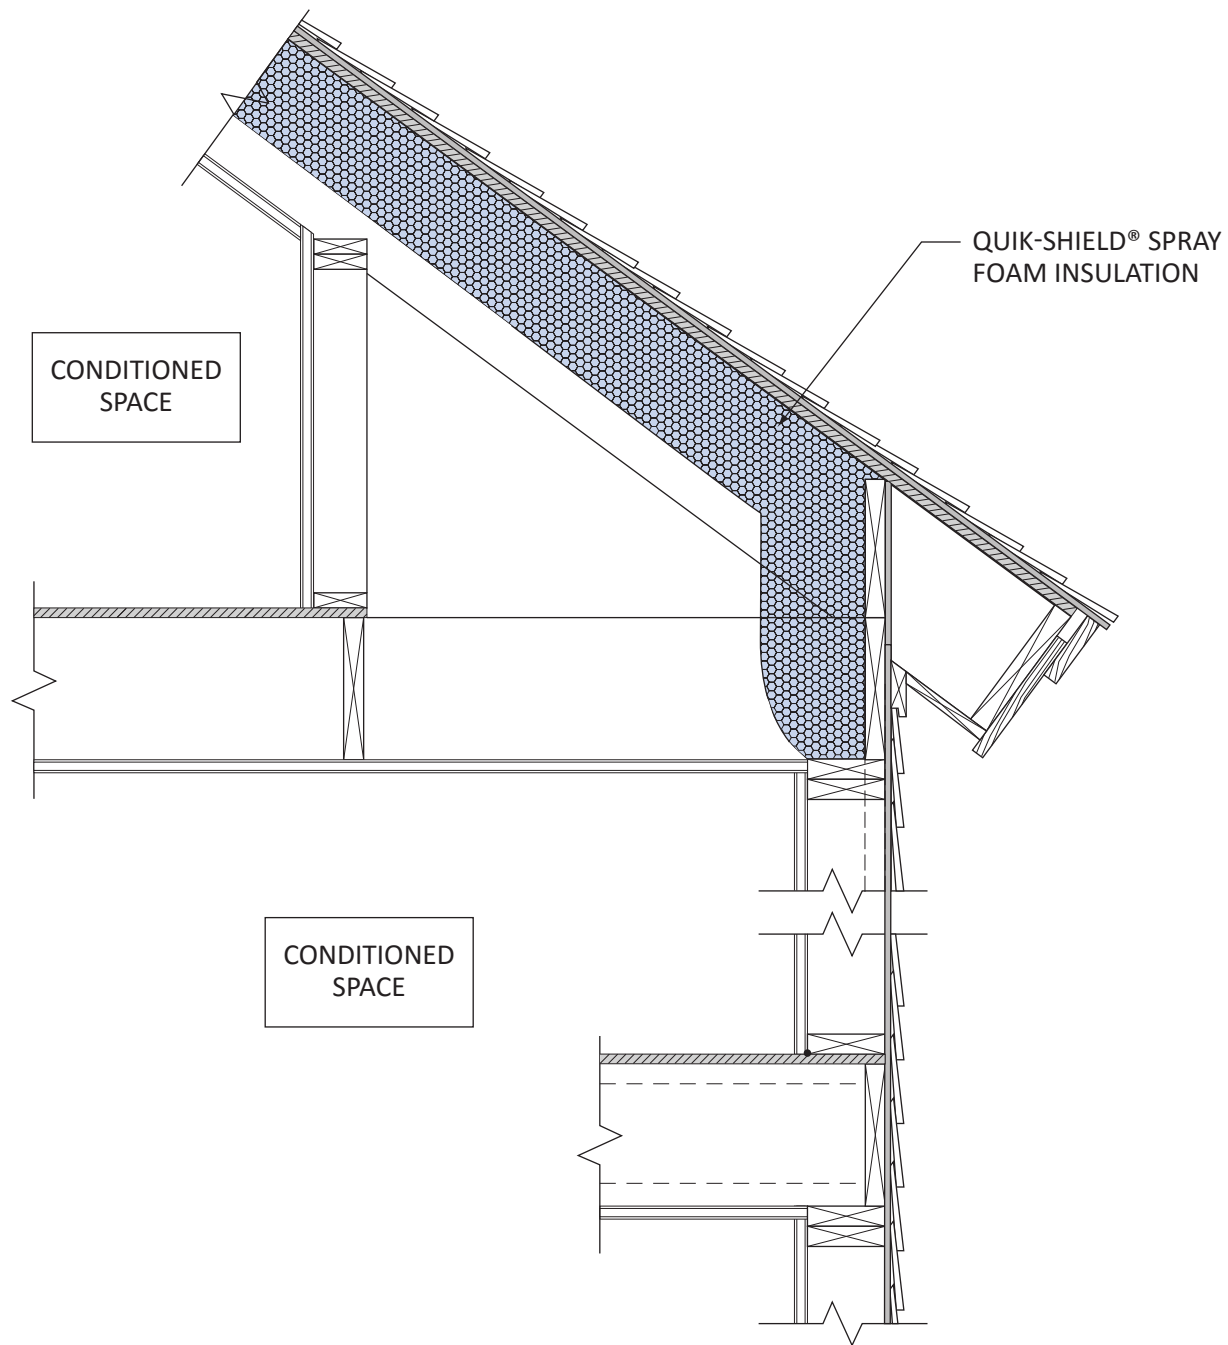 QUIK-SHIELD® SPRAY
FOAM INSULATION
CONDITIONED
SPACE
CONDITIONED
SPACE